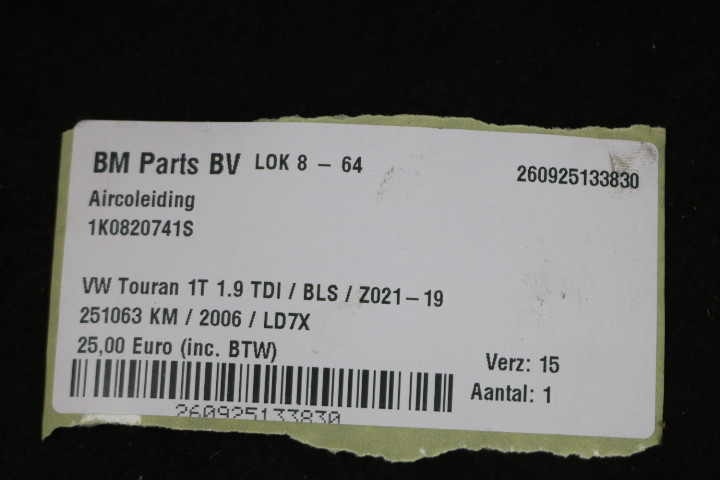 BM Parts BV LOK 8 - 64
260925133830
Aircoleiding
1K0820741S
VW Touran 1T 1.9 TDI / BLS / Z021-19
251063 KM / 2006 / LD7X
25,00 Euro (inc. BTW)
Verz: 15
Aantal: 1
260925133830